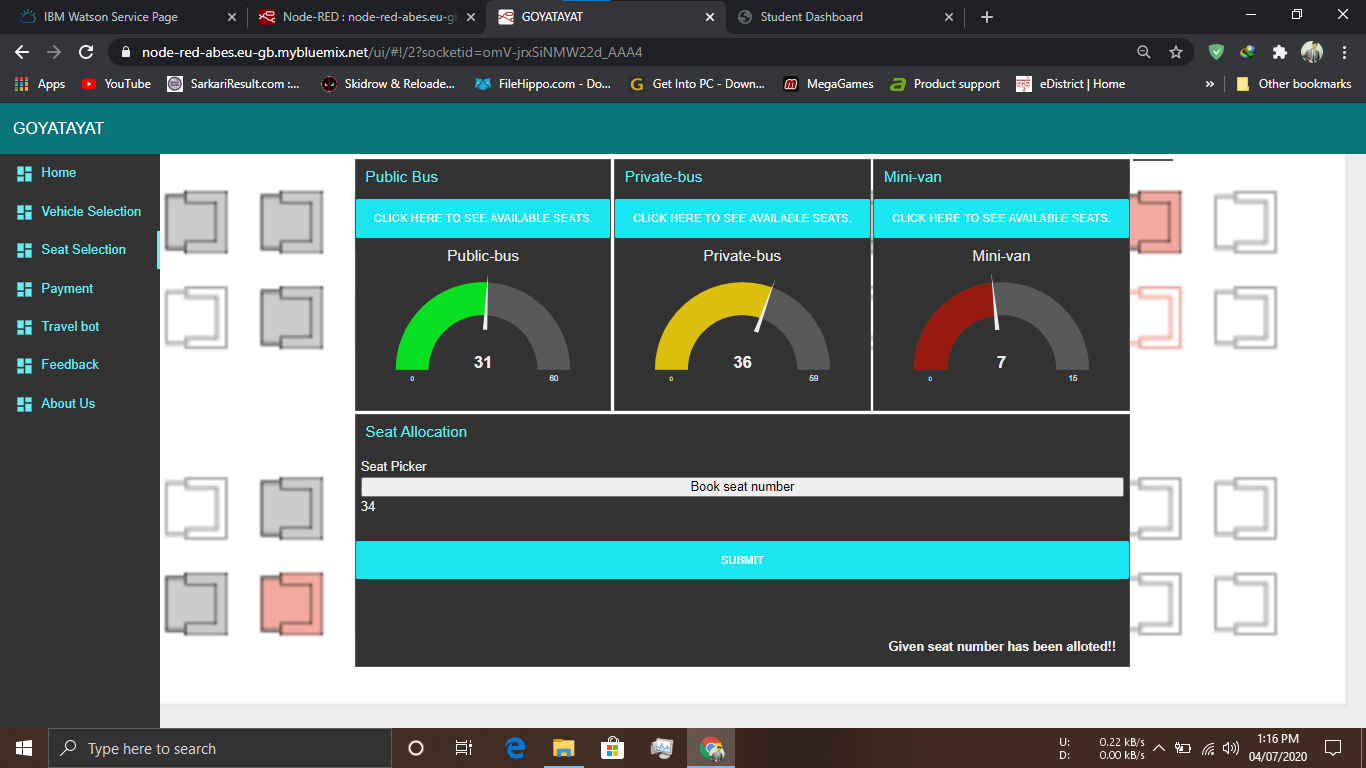 IBM Watson Service Page
Node-RED : node-red-abes.eu-gb
GOYATAYAT
Student Dashboard
node-red-abes.eu-gb.mybluemix.net/ui/#!/2?socketid=omV-jrxSiNMW22d_AAA4
Apps
YouTube
SarkariResult.com :...
Skidrow & Reloade...
FileHippo.com - Do...
Get Into PC - Down...
MegaGames
Product support
eDistrict | Home
»
Other bookmarks
GOYATAYAT
Home
Vehicle Selection
Seat Selection
Payment
Travel bot
Feedback
About Us
Public Bus
CLICK HERE TO SEE AVAILABLE SEATS.
Public-bus
31
0
60
Private-bus
CLICK HERE TO SEE AVAILABLE SEATS.
Private-bus
36
0
59
Mini-van
CLICK HERE TO SEE AVAILABLE SEATS.
Mini-van
7
0
15
Seat Allocation
Seat Picker
Book seat number
34
SUBMIT
Given seat number has been alloted!!
Type here to search
U: 0.22 kB/s
D: 0.00 kB/s
1:16 PM
04/07/2020